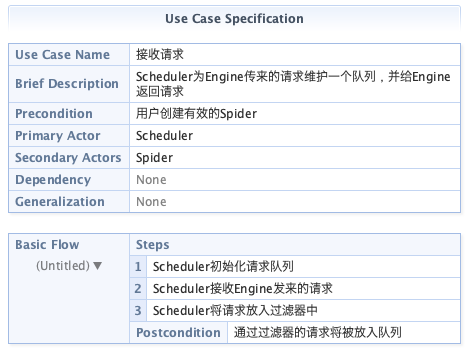 Use Case Specification
Use Case Name 接收请求
Brief Description Scheduler为Engine传来的请求维护一个队列，并给Engine
返回请求
Precondition 用户创建有效的Spider
Primary Actor Scheduler
Secondary Actors Spider
Dependency None
Generalization None
Basic Flow Steps
(Untitled) ▼
1 Scheduler初始化请求队列
2 Scheduler接收Engine发来的请求
3 Scheduler将请求放入过滤器中
Postcondition 通过过滤器的请求将被放入队列